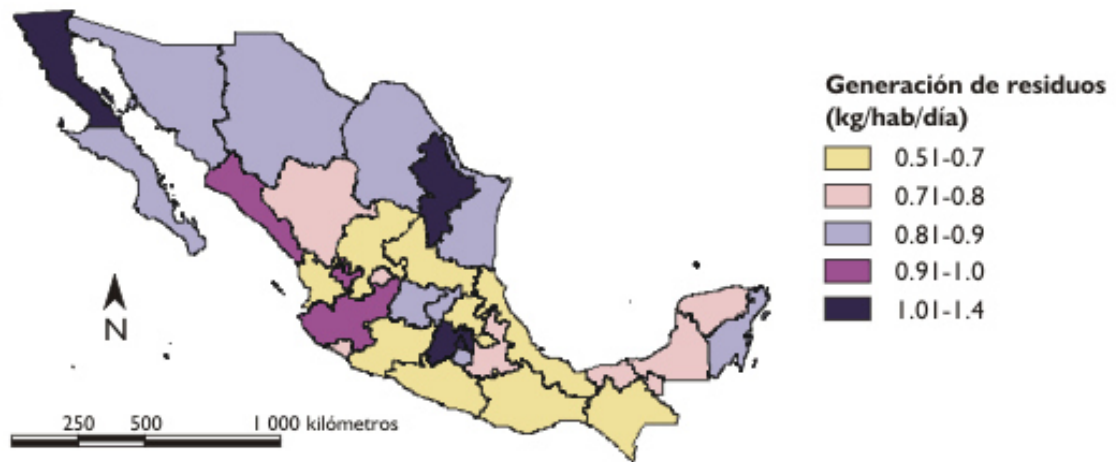 Generación de residuos
(kg/hab/día)
0.51-0.7
0.71-0.8
0.81-0.9
0.91-1.0
1.01-1.4
N
250 500 1 000 kilómetros